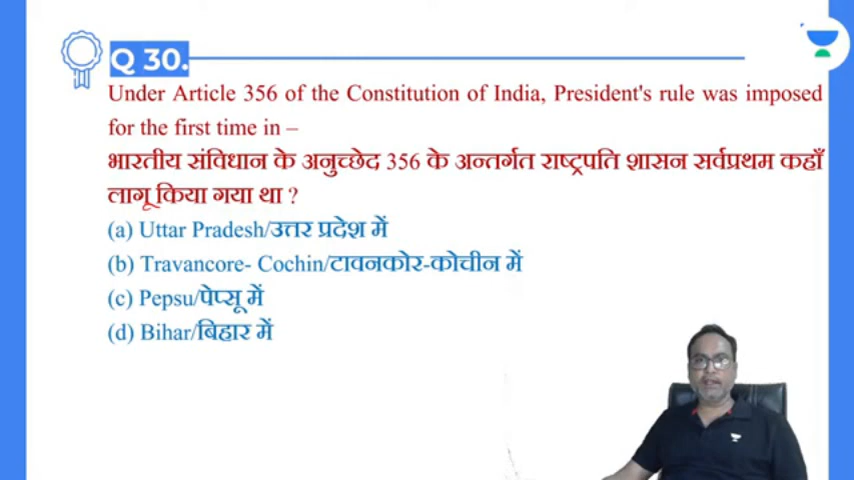 Q 30.
Under Article 356 of the Constitution of India, President's rule was imposed
for the first time in –
भारतीय संविधान के अनुच्छेद 356 के अन्तर्गत राष्ट्रपति शासन सर्वप्रथम कहाँ
लागू किया गया था ?
(a) Uttar Pradesh/उत्तर प्रदेश में
(b) Travancore- Cochin/टावनकोर-कोचीन में
(c) Pepsu/पेप्सू में
(d) Bihar/बिहार में